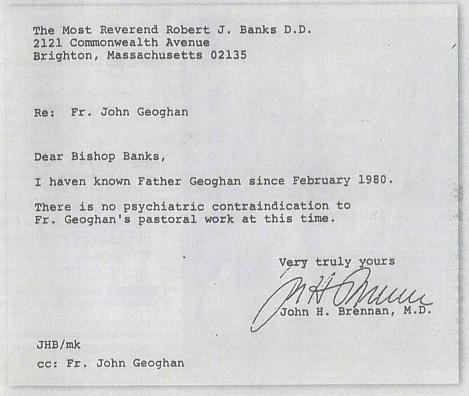 The Most Reverend Robert J. Banks D.D.
2121 Commonwealth Avenue
Brighton, Massachusetts 02135
Re: Fr. John Geoghan
Dear Bishop Banks,
I haven known Father Geoghan since February 1980.
There is no psychiatric contraindication to
Fr. Geoghan's pastoral work at this time.
Very truly yours
John H. Brennan, M.D.
JHB/mk
cc: Fr. John Geoghan